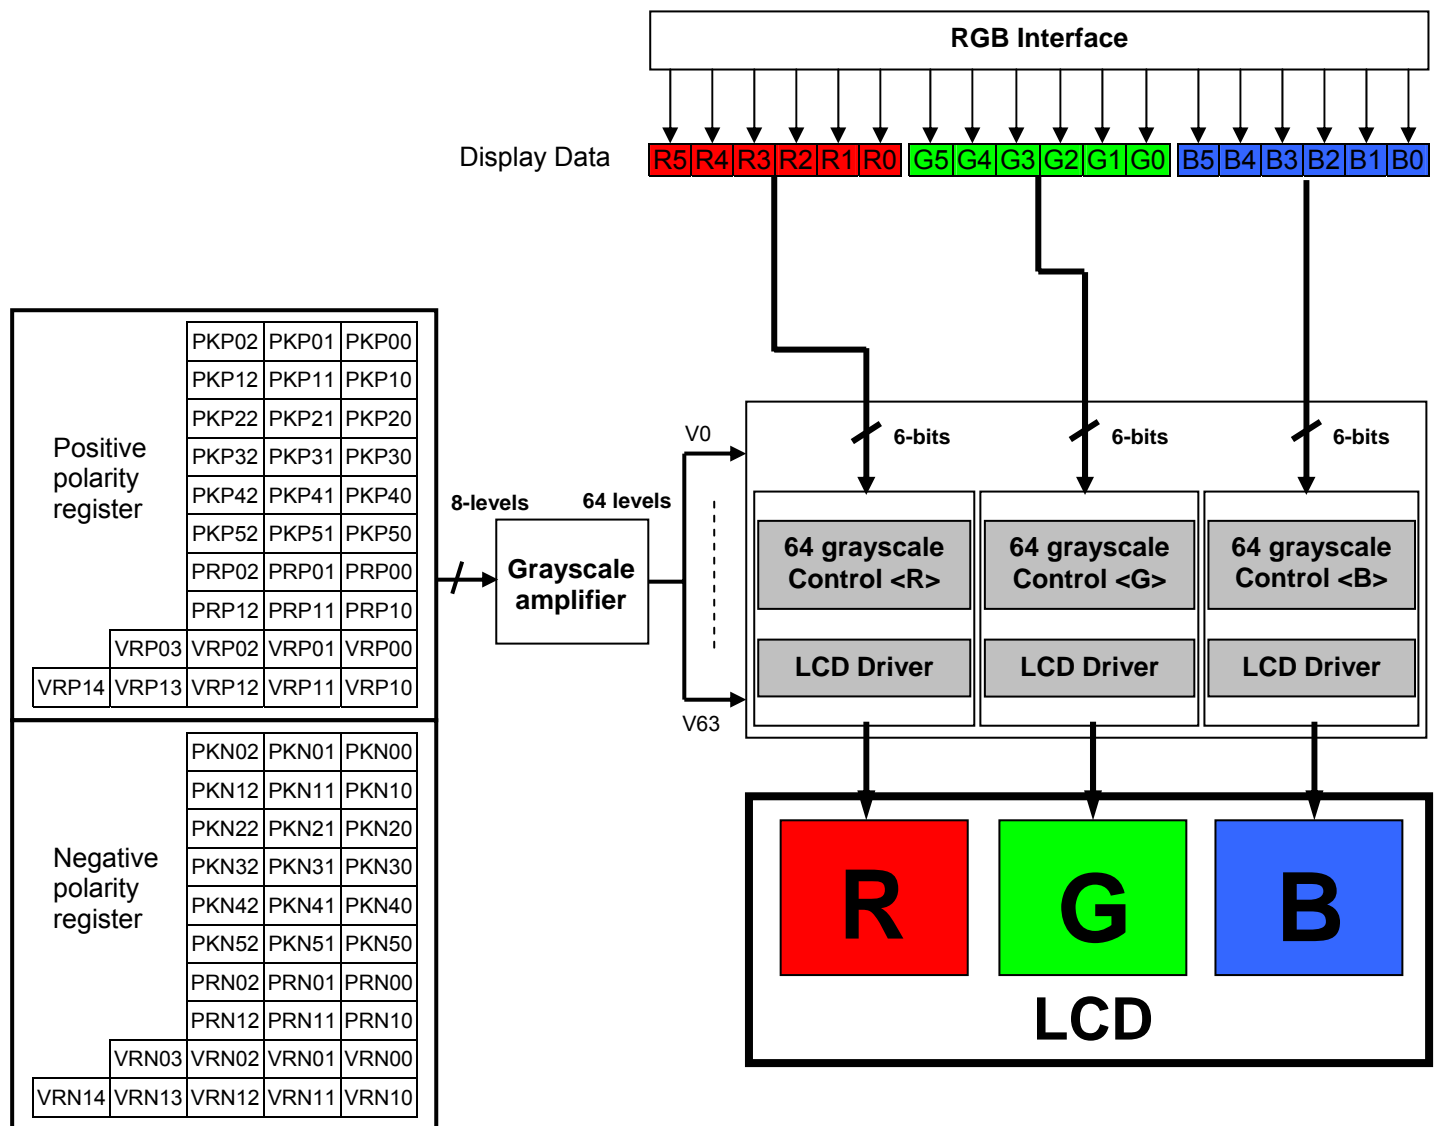 RGB Interface
Display Data
R5 R4 R3 R2 R1 R0 G5 G4 G3 G2 G1 G0 B5 B4 B3 B2 B1 B0
Positive
polarity
register
PKP02 PKP01 PKP00
PKP12 PKP11 PKP10
PKP22 PKP21 PKP20
PKP32 PKP31 PKP30
PKP42 PKP41 PKP40
PKP52 PKP51 PKP50
PRP02 PRP01 PRP00
PRP12 PRP11 PRP10
VRP03 VRP02 VRP01 VRP00
VRP14 VRP13 VRP12 VRP11 VRP10
Negative
polarity
register
PKN02 PKN01 PKN00
PKN12 PKN11 PKN10
PKN22 PKN21 PKN20
PKN32 PKN31 PKN30
PKN42 PKN41 PKN40
PKN52 PKN51 PKN50
PRN02 PRN01 PRN00
PRN12 PRN11 PRN10
VRN03 VRN02 VRN01 VRN00
VRN14 VRN13 VRN12 VRN11 VRN10
8-levels
Grayscale
amplifier
64 levels
V0
V63
6-bits
6-bits
6-bits
64 grayscale
Control <R>
LCD Driver
64 grayscale
Control <G>
LCD Driver
64 grayscale
Control <B>
LCD Driver
R
G
B
LCD